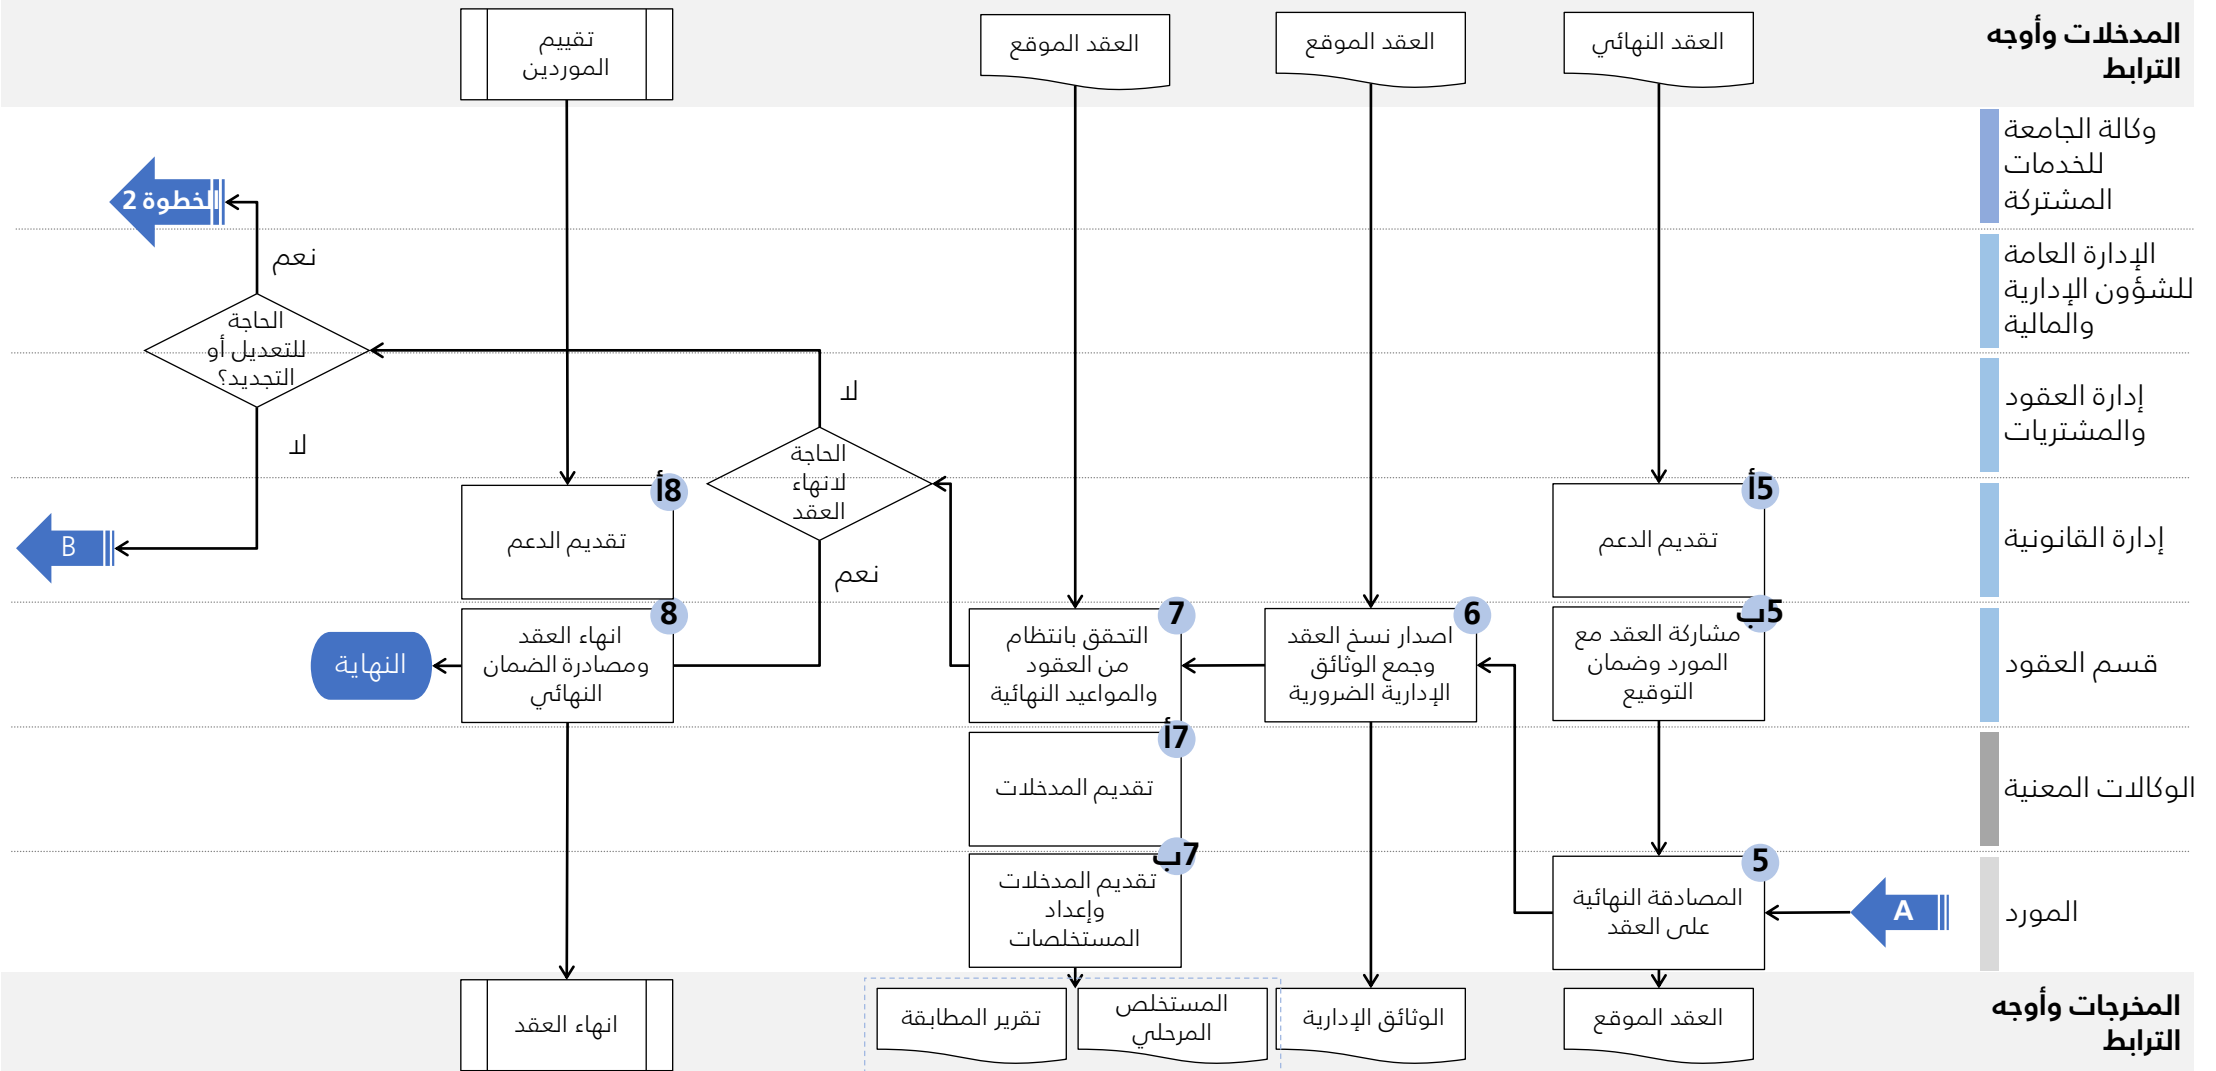 المدخلات وأوجه
الترابط
العقد النهائي
العقد الموقع
العقد الموقع
تقييم
الموردين
وكالة الجامعة
للخدمات
المشتركة
الخطوة 2
الإدارة العامة
للشؤون الإدارية
والمالية
نعم
الحاجة
للتعديل أو
التجديد؟
إدارة العقود
والمشتريات
لا
لا
الحاجة
لانهاء
العقد
نعم
إدارة القانونية
5أ
تقديم الدعم
8أ
تقديم الدعم
B
قسم العقود
5ب
مشاركة العقد مع
المورد وضمان
التوقيع
6
اصدار نسخ العقد
وجمع الوثائق
الإدارية الضرورية
7
التحقق بانتظام
من العقود
والمواعيد النهائية
8
انهاء العقد
ومصادرة الضمان
النهائي
النهاية
الوكالات المعنية
7أ
تقديم المدخلات
المورد
A
5
المصادقة النهائية
على العقد
7ب
تقديم المدخلات
وإعداد
المستخلصات
المخرجات وأوجه
الترابط
العقد الموقع
الوثائق الإدارية
المستخلص
المرحلي
تقرير المطابقة
انهاء العقد